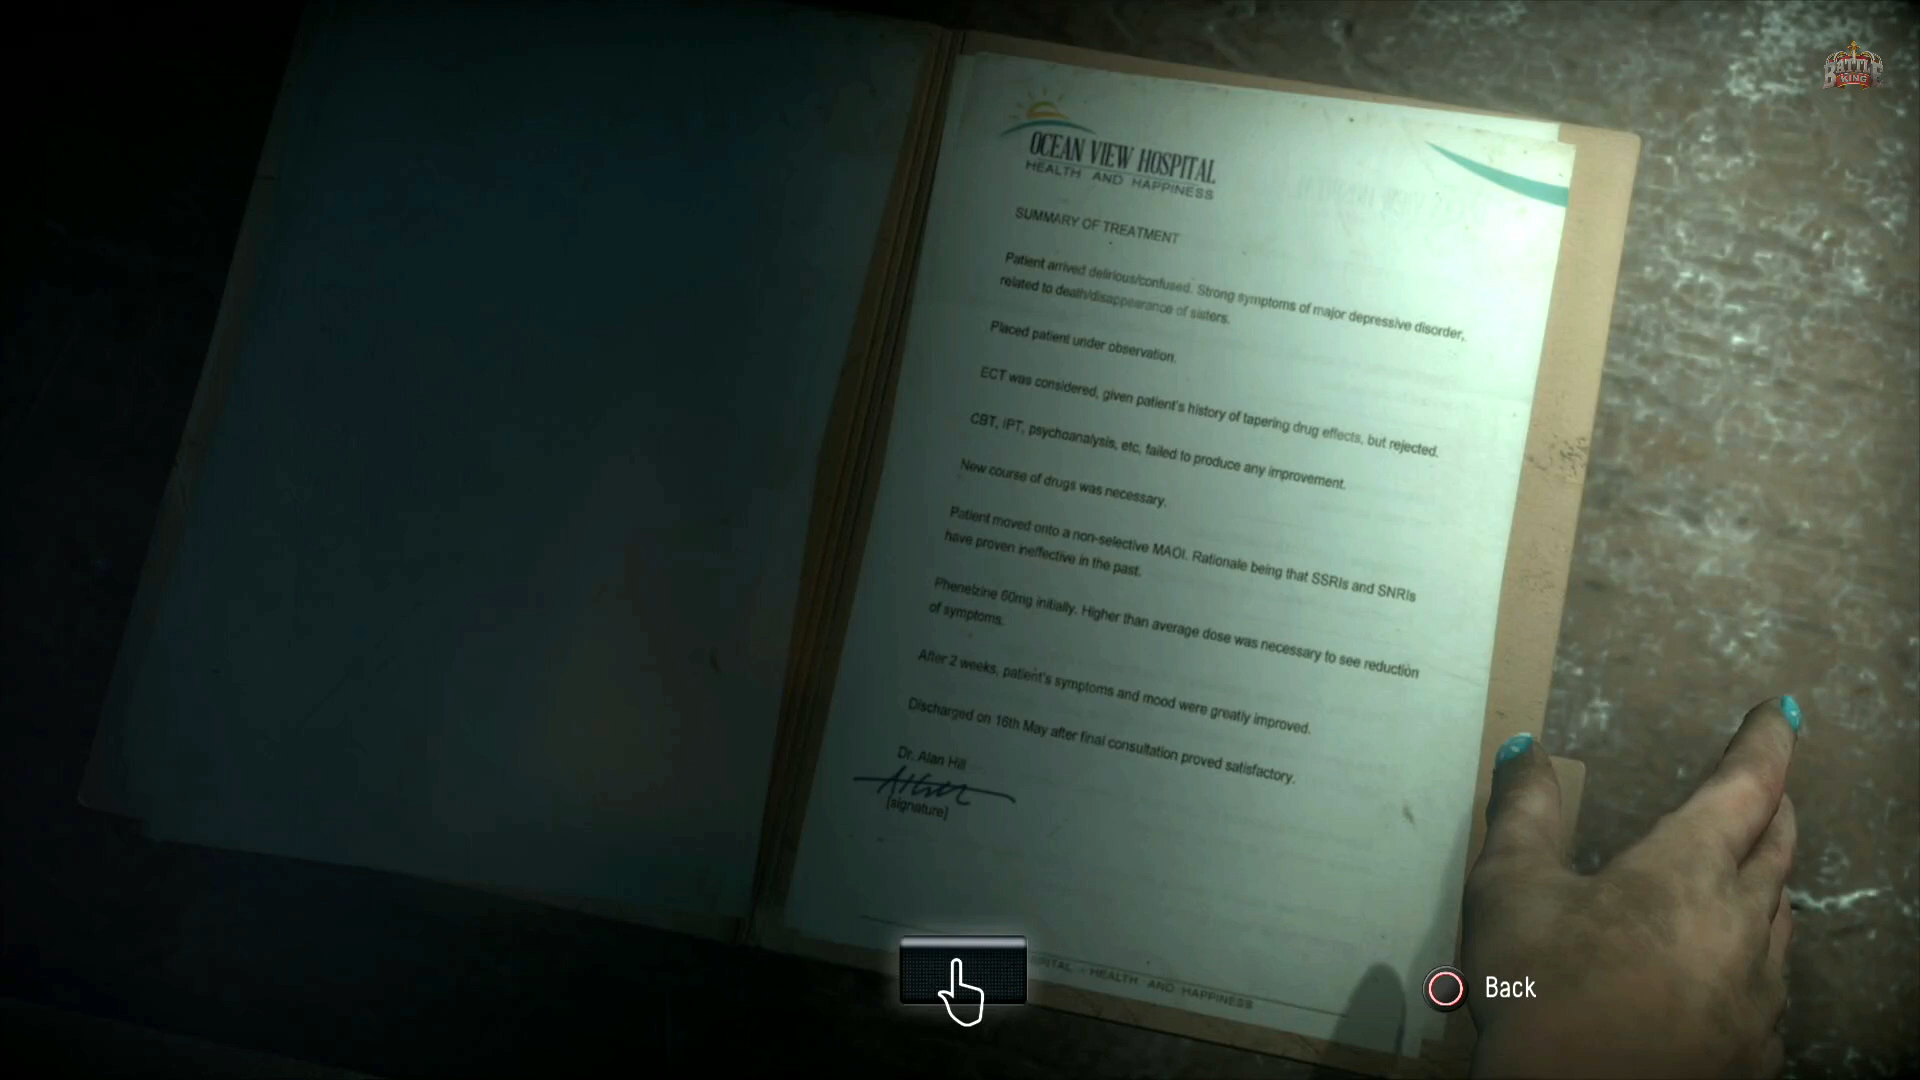 BATTLE
KING
OCEAN VIEW HOSPITAL
HEALTH AND HAPPINESS
SUMMARY OF TREATMENT
Patient arrived delirious/confused. Strong symptoms of major depressive disorder,
related to death/disappearance of sisters.
Placed patient under observation.
ECT was considered, given patient's history of tapering drug effects, but rejected.
CBT, IPT, psychoanalysis, etc, failed to produce any improvement.
New course of drugs was necessary.
Patient moved onto a non-selective MAOI. Rationale being that SSRIs and SNRIs
have proven ineffective in the past.
Phenelzine 60mg initially. Higher than average dose was necessary to see reduction
of symptoms.
After 2 weeks, patient's symptoms and mood were greatly improved.
Discharged on 16th May after final consultation proved satisfactory.
Dr. Alan Hill
AHill
[signature]
- HEALTH AND HAPPINESS
Back